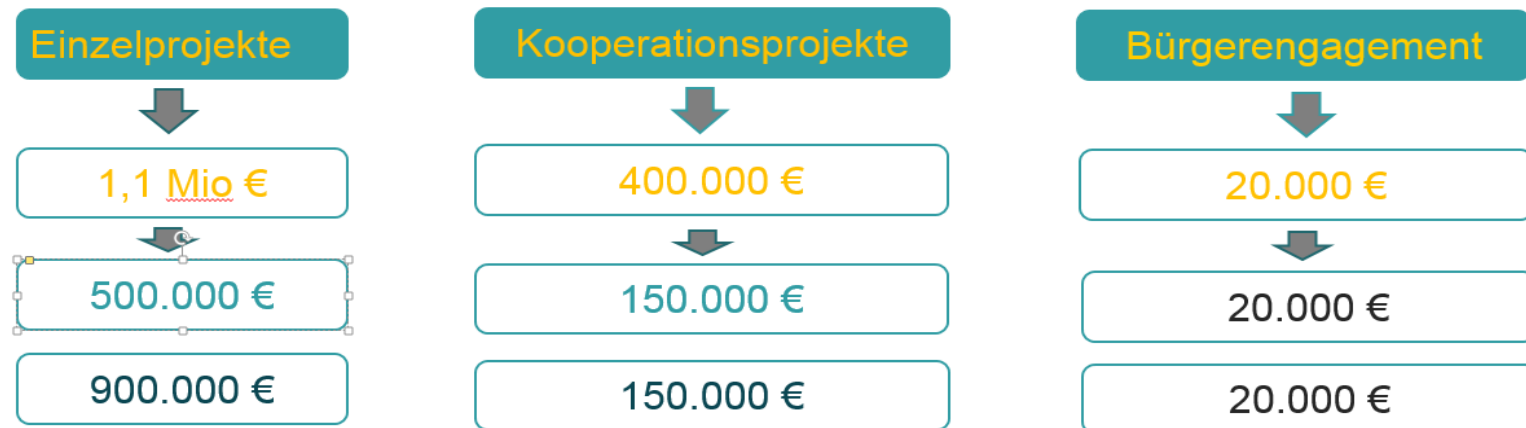 Einzelprojekte
Kooperationsprojekte
Bürgerengagement
1,1 Mio €
400.000 €
20.000 €
500.000 €
150.000 €
20.000 €
900.000 €
150.000 €
20.000 €